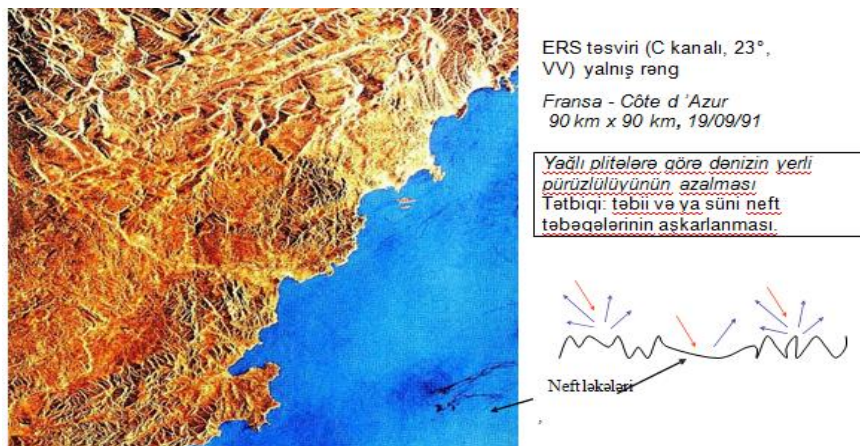 ERS təsviri (C kanalı, 23°,
VV) yalnış rəng
Fransa - Côte d 'Azur
90 km x 90 km, 19/09/91
Yağlı plitələrə görə dənizin yerli
pürüzlülüyünün azalması
Tətbiqi: təbii və ya süni neft
təbəqələrinin aşkarlanması.
Neft ləkələri
,